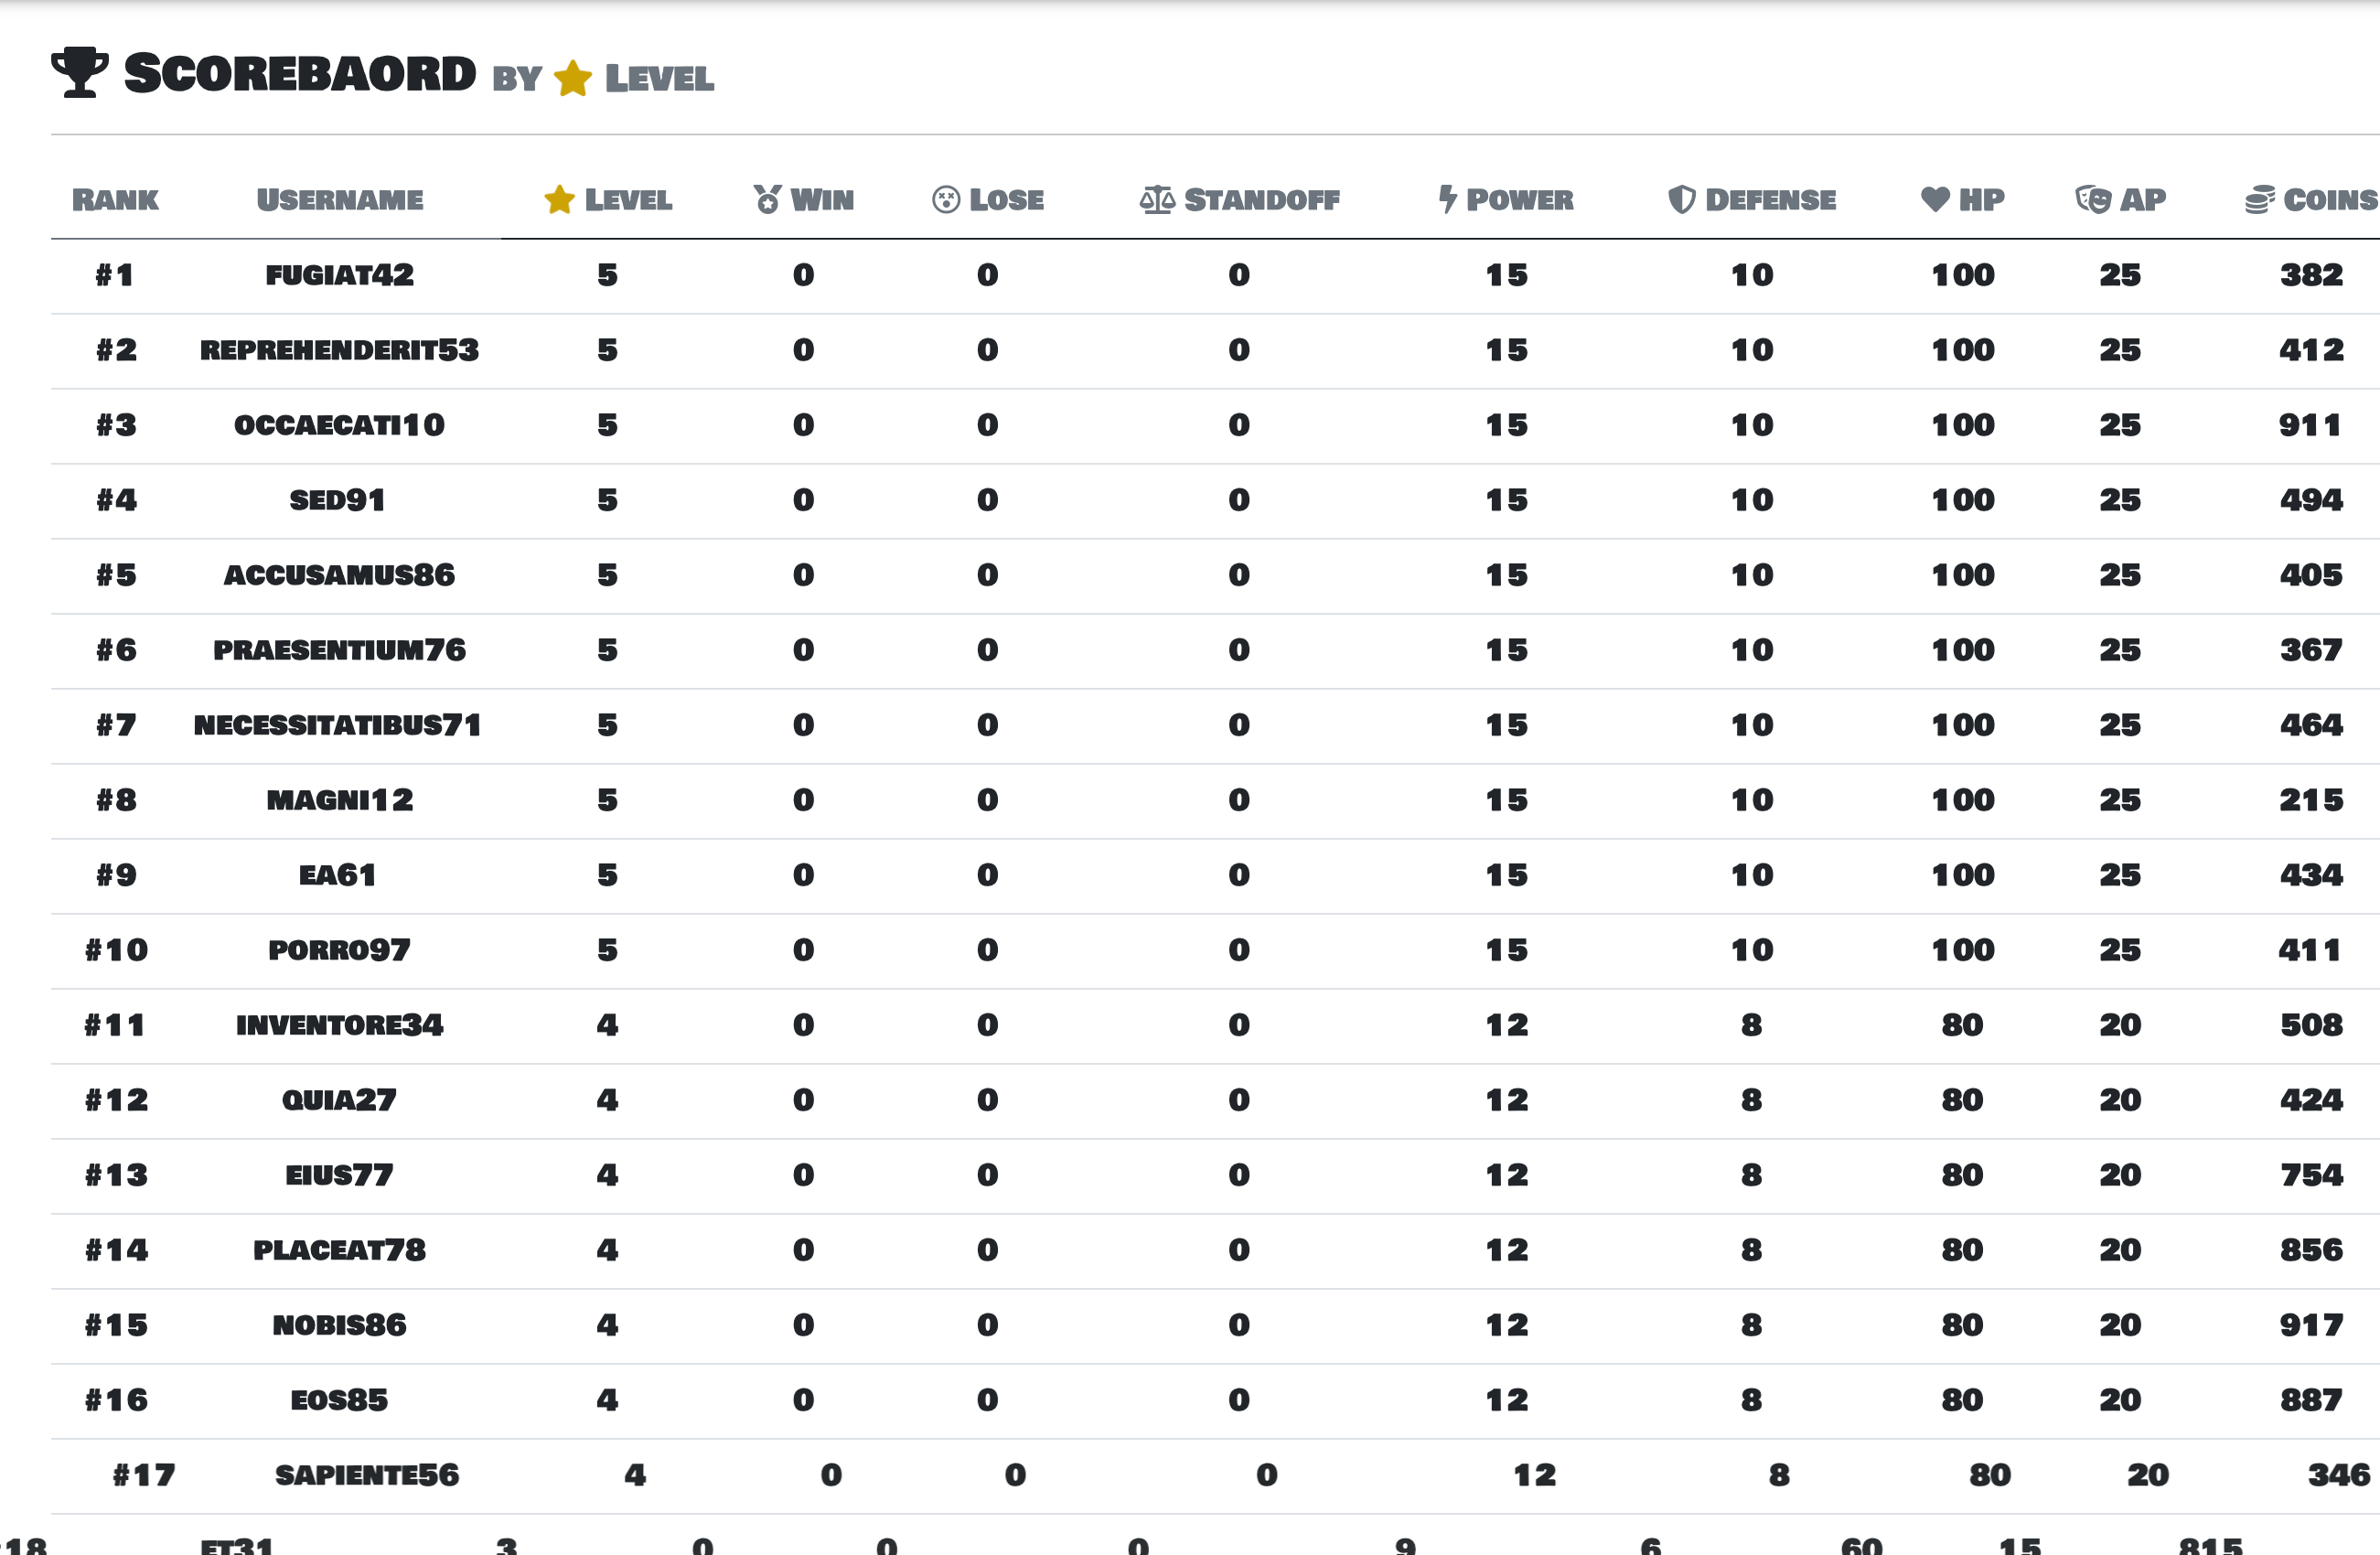 Scorebaord by Level
Rank Username Level Win Lose Standoff Power Defense HP AP Coins
#1 fugiat42 5 0 0 0 15 10 100 25 382
#2 reprehenderit53 5 0 0 0 15 10 100 25 412
#3 occaecati10 5 0 0 0 15 10 100 25 911
#4 sed91 5 0 0 0 15 10 100 25 494
#5 accusamus86 5 0 0 0 15 10 100 25 405
#6 praesentium76 5 0 0 0 15 10 100 25 367
#7 necessitatibus71 5 0 0 0 15 10 100 25 464
#8 magni12 5 0 0 0 15 10 100 25 215
#9 ea61 5 0 0 0 15 10 100 25 434
#10 porro97 5 0 0 0 15 10 100 25 411
#11 inventore34 4 0 0 0 12 8 80 20 508
#12 quia27 4 0 0 0 12 8 80 20 424
#13 eius77 4 0 0 0 12 8 80 20 754
#14 placeat78 4 0 0 0 12 8 80 20 856
#15 nobis86 4 0 0 0 12 8 80 20 917
#16 eos85 4 0 0 0 12 8 80 20 887
#17 sapiente56 4 0 0 0 12 8 80 20 346
18 et31 3 0 0 0 9 6 60 15 815